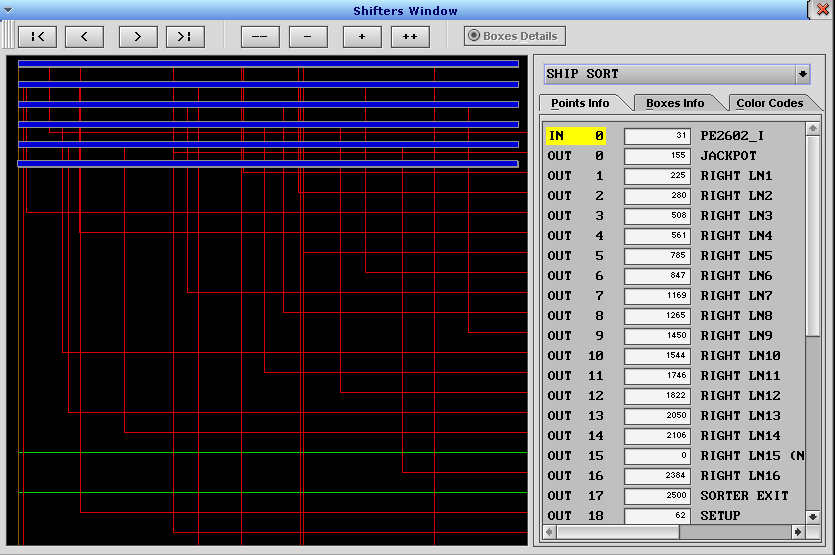 Shifters Window
|< < > >| -- - + ++ Boxes Details
SHIP SORT
Points Info Boxes Info Color Codes
IN 0 31 PE2602_I
OUT 0 155 JACKPOT
OUT 1 225 RIGHT LN1
OUT 2 280 RIGHT LN2
OUT 3 508 RIGHT LN3
OUT 4 561 RIGHT LN4
OUT 5 785 RIGHT LN5
OUT 6 847 RIGHT LN6
OUT 7 1169 RIGHT LN7
OUT 8 1265 RIGHT LN8
OUT 9 1450 RIGHT LN9
OUT 10 1544 RIGHT LN10
OUT 11 1746 RIGHT LN11
OUT 12 1822 RIGHT LN12
OUT 13 2050 RIGHT LN13
OUT 14 2106 RIGHT LN14
OUT 15 0 RIGHT LN15 (N
OUT 16 2384 RIGHT LN16
OUT 17 2500 SORTER EXIT
OUT 18 62 SETUP